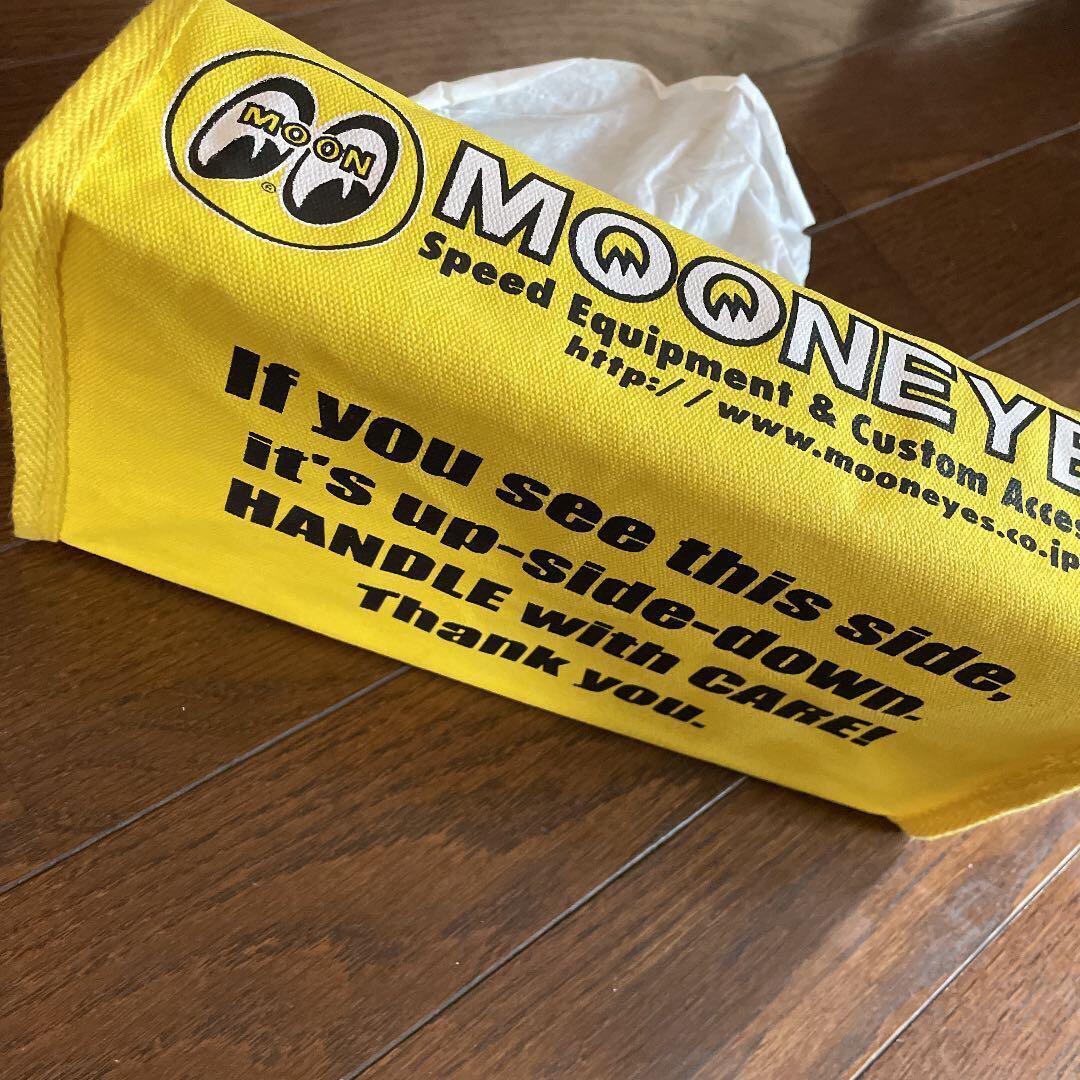 MOON
®
MOONEYE
Speed Equipment & Custom Acces
http://www.mooneyes.co.jp
If you see this side,
it's up-side-down.
HANDLE with CARE!
Thank you.